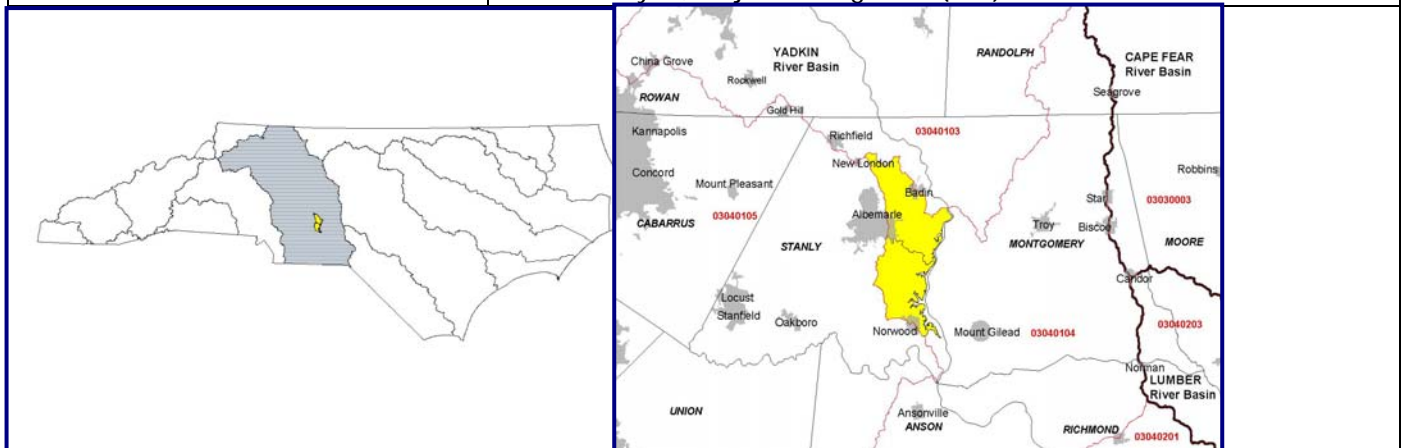 YADKIN
River Basin
RANDOLPH
CAPE FEAR
River Basin
China Grove
Rockwell
Seagrove
ROWAN
Gold Hill
Kannapolis
Richfield
03040103
New London
Robbins
Concord
Mount Pleasant
Badin
Star
03030003
03040105
Albemarle
CABARRUS
Troy
Biscoe
STANLY
MONTGOMERY
MOORE
Candor
Locust
Stanfield
Oakboro
03040203
Norwood
Mount Gilead
03040104
Norman
LUMBER
River Basin
UNION
Ansonville
ANSON
RICHMOND
03040201